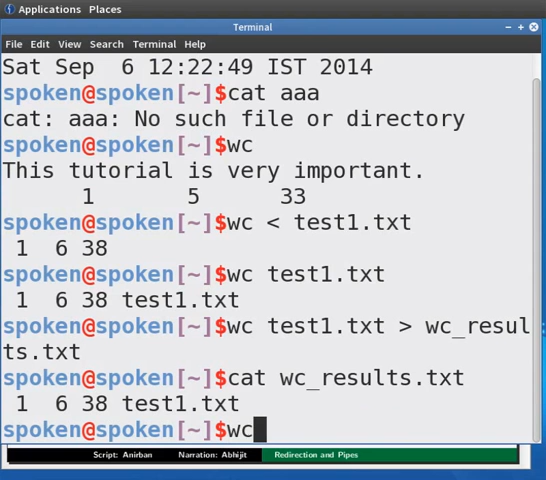 Applications Places
Terminal
File Edit View Search Terminal Help
Sat Sep  6 12:22:49 IST 2014
spoken@spoken[~]$cat aaa
cat: aaa: No such file or directory
spoken@spoken[~]$wc
This tutorial is very important.
      1       5      33
spoken@spoken[~]$wc < test1.txt
 1  6 38
spoken@spoken[~]$wc test1.txt
 1  6 38 test1.txt
spoken@spoken[~]$wc test1.txt > wc_resul
ts.txt
spoken@spoken[~]$cat wc_results.txt
 1  6 38 test1.txt
spoken@spoken[~]$wc
Script: Anirban Narration: Abhijit Redirection and Pipes